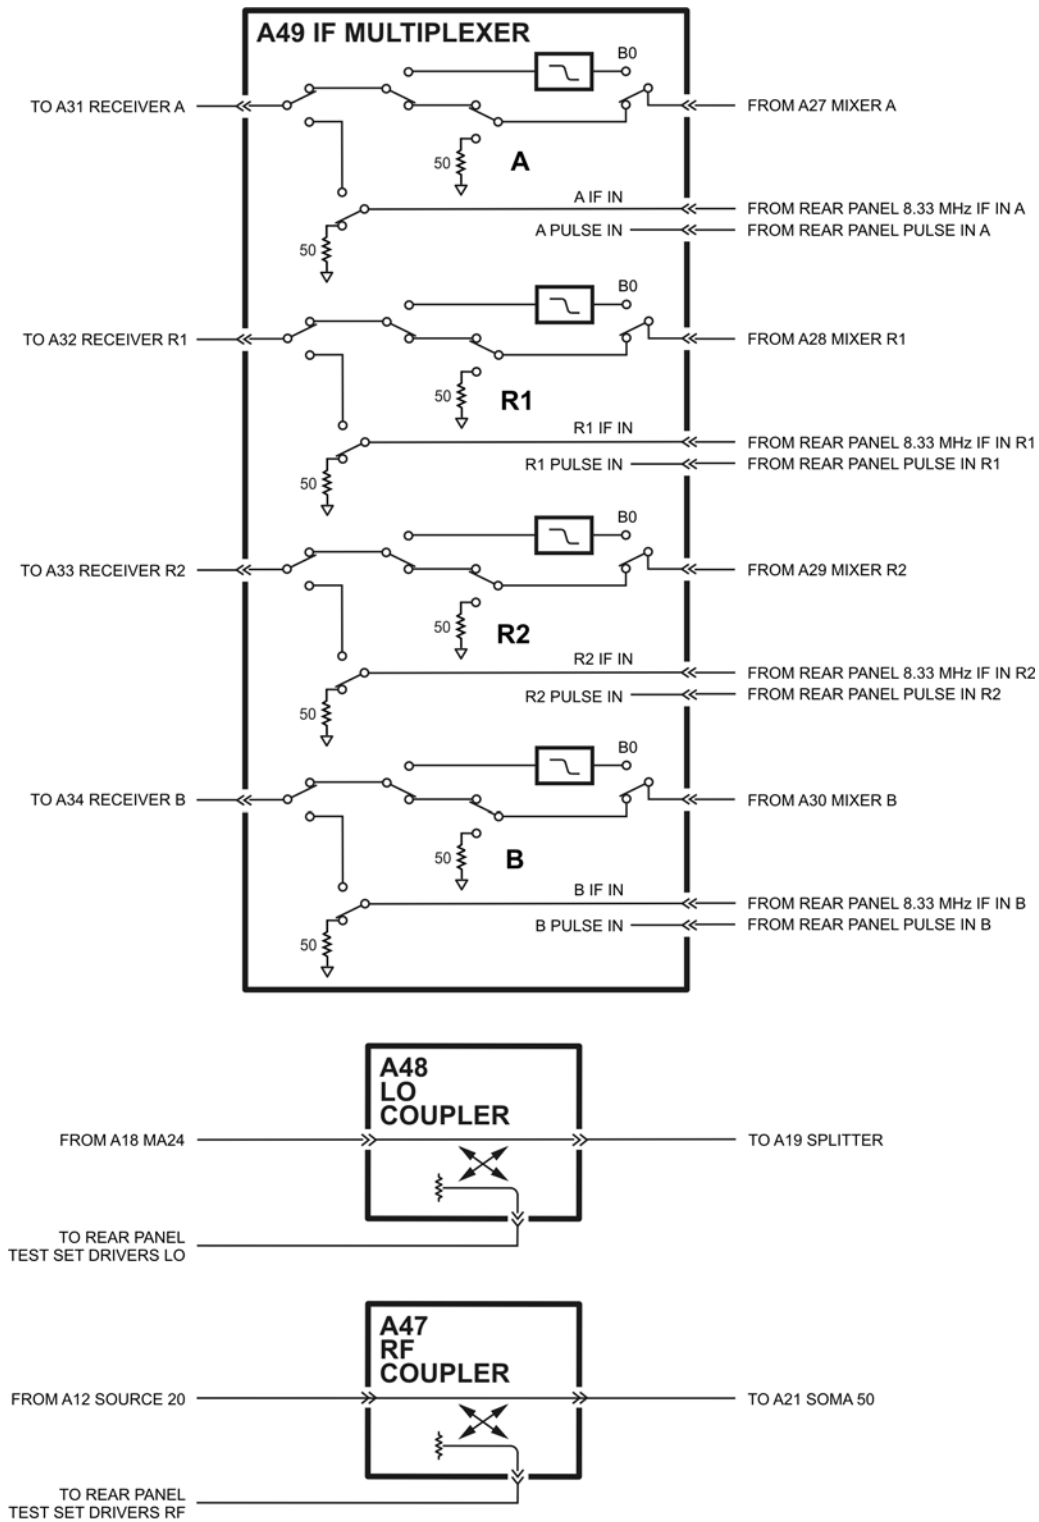 A49 IF MULTIPLEXER
B0
TO A31 RECEIVER A
FROM A27 MIXER A
50
A
A IF IN
FROM REAR PANEL 8.33 MHz IF IN A
A PULSE IN
FROM REAR PANEL PULSE IN A
50
B0
TO A32 RECEIVER R1
FROM A28 MIXER R1
50
R1
R1 IF IN
FROM REAR PANEL 8.33 MHz IF IN R1
R1 PULSE IN
FROM REAR PANEL PULSE IN R1
50
B0
TO A33 RECEIVER R2
FROM A29 MIXER R2
50
R2
R2 IF IN
FROM REAR PANEL 8.33 MHz IF IN R2
R2 PULSE IN
FROM REAR PANEL PULSE IN R2
50
B0
TO A34 RECEIVER B
FROM A30 MIXER B
50
B
B IF IN
FROM REAR PANEL 8.33 MHz IF IN B
B PULSE IN
FROM REAR PANEL PULSE IN B
50
A48
LO
COUPLER
FROM A18 MA24
TO A19 SPLITTER
TO REAR PANEL
TEST SET DRIVERS LO
A47
RF
COUPLER
FROM A12 SOURCE 20
TO A21 SOMA 50
TO REAR PANEL
TEST SET DRIVERS RF